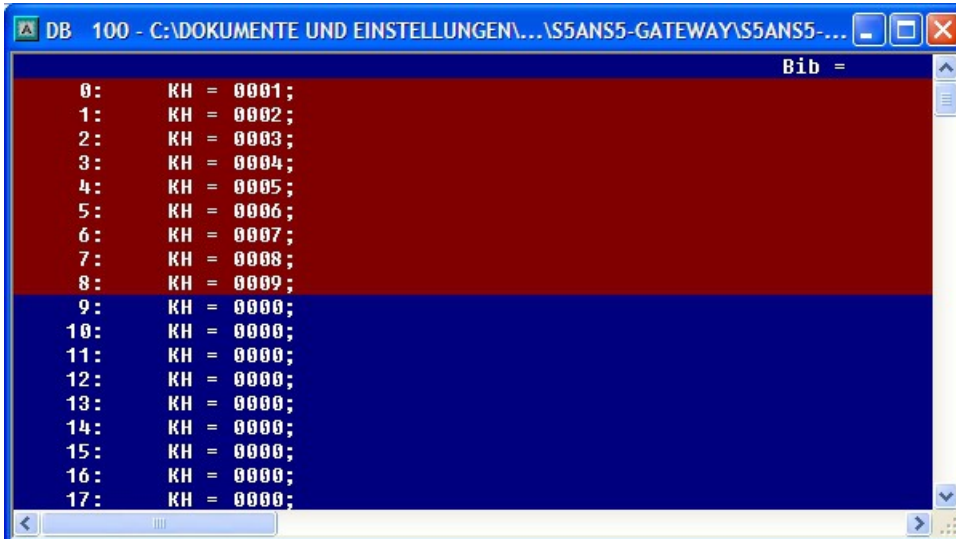 DB 100 - C:\DOKUMENTE UND EINSTELLUNGEN\...\S5ANS5-GATEWAY\S5ANS5-...
Bib =
0: KH = 0001;
1: KH = 0002;
2: KH = 0003;
3: KH = 0004;
4: KH = 0005;
5: KH = 0006;
6: KH = 0007;
7: KH = 0008;
8: KH = 0009;
9: KH = 0000;
10: KH = 0000;
11: KH = 0000;
12: KH = 0000;
13: KH = 0000;
14: KH = 0000;
15: KH = 0000;
16: KH = 0000;
17: KH = 0000;